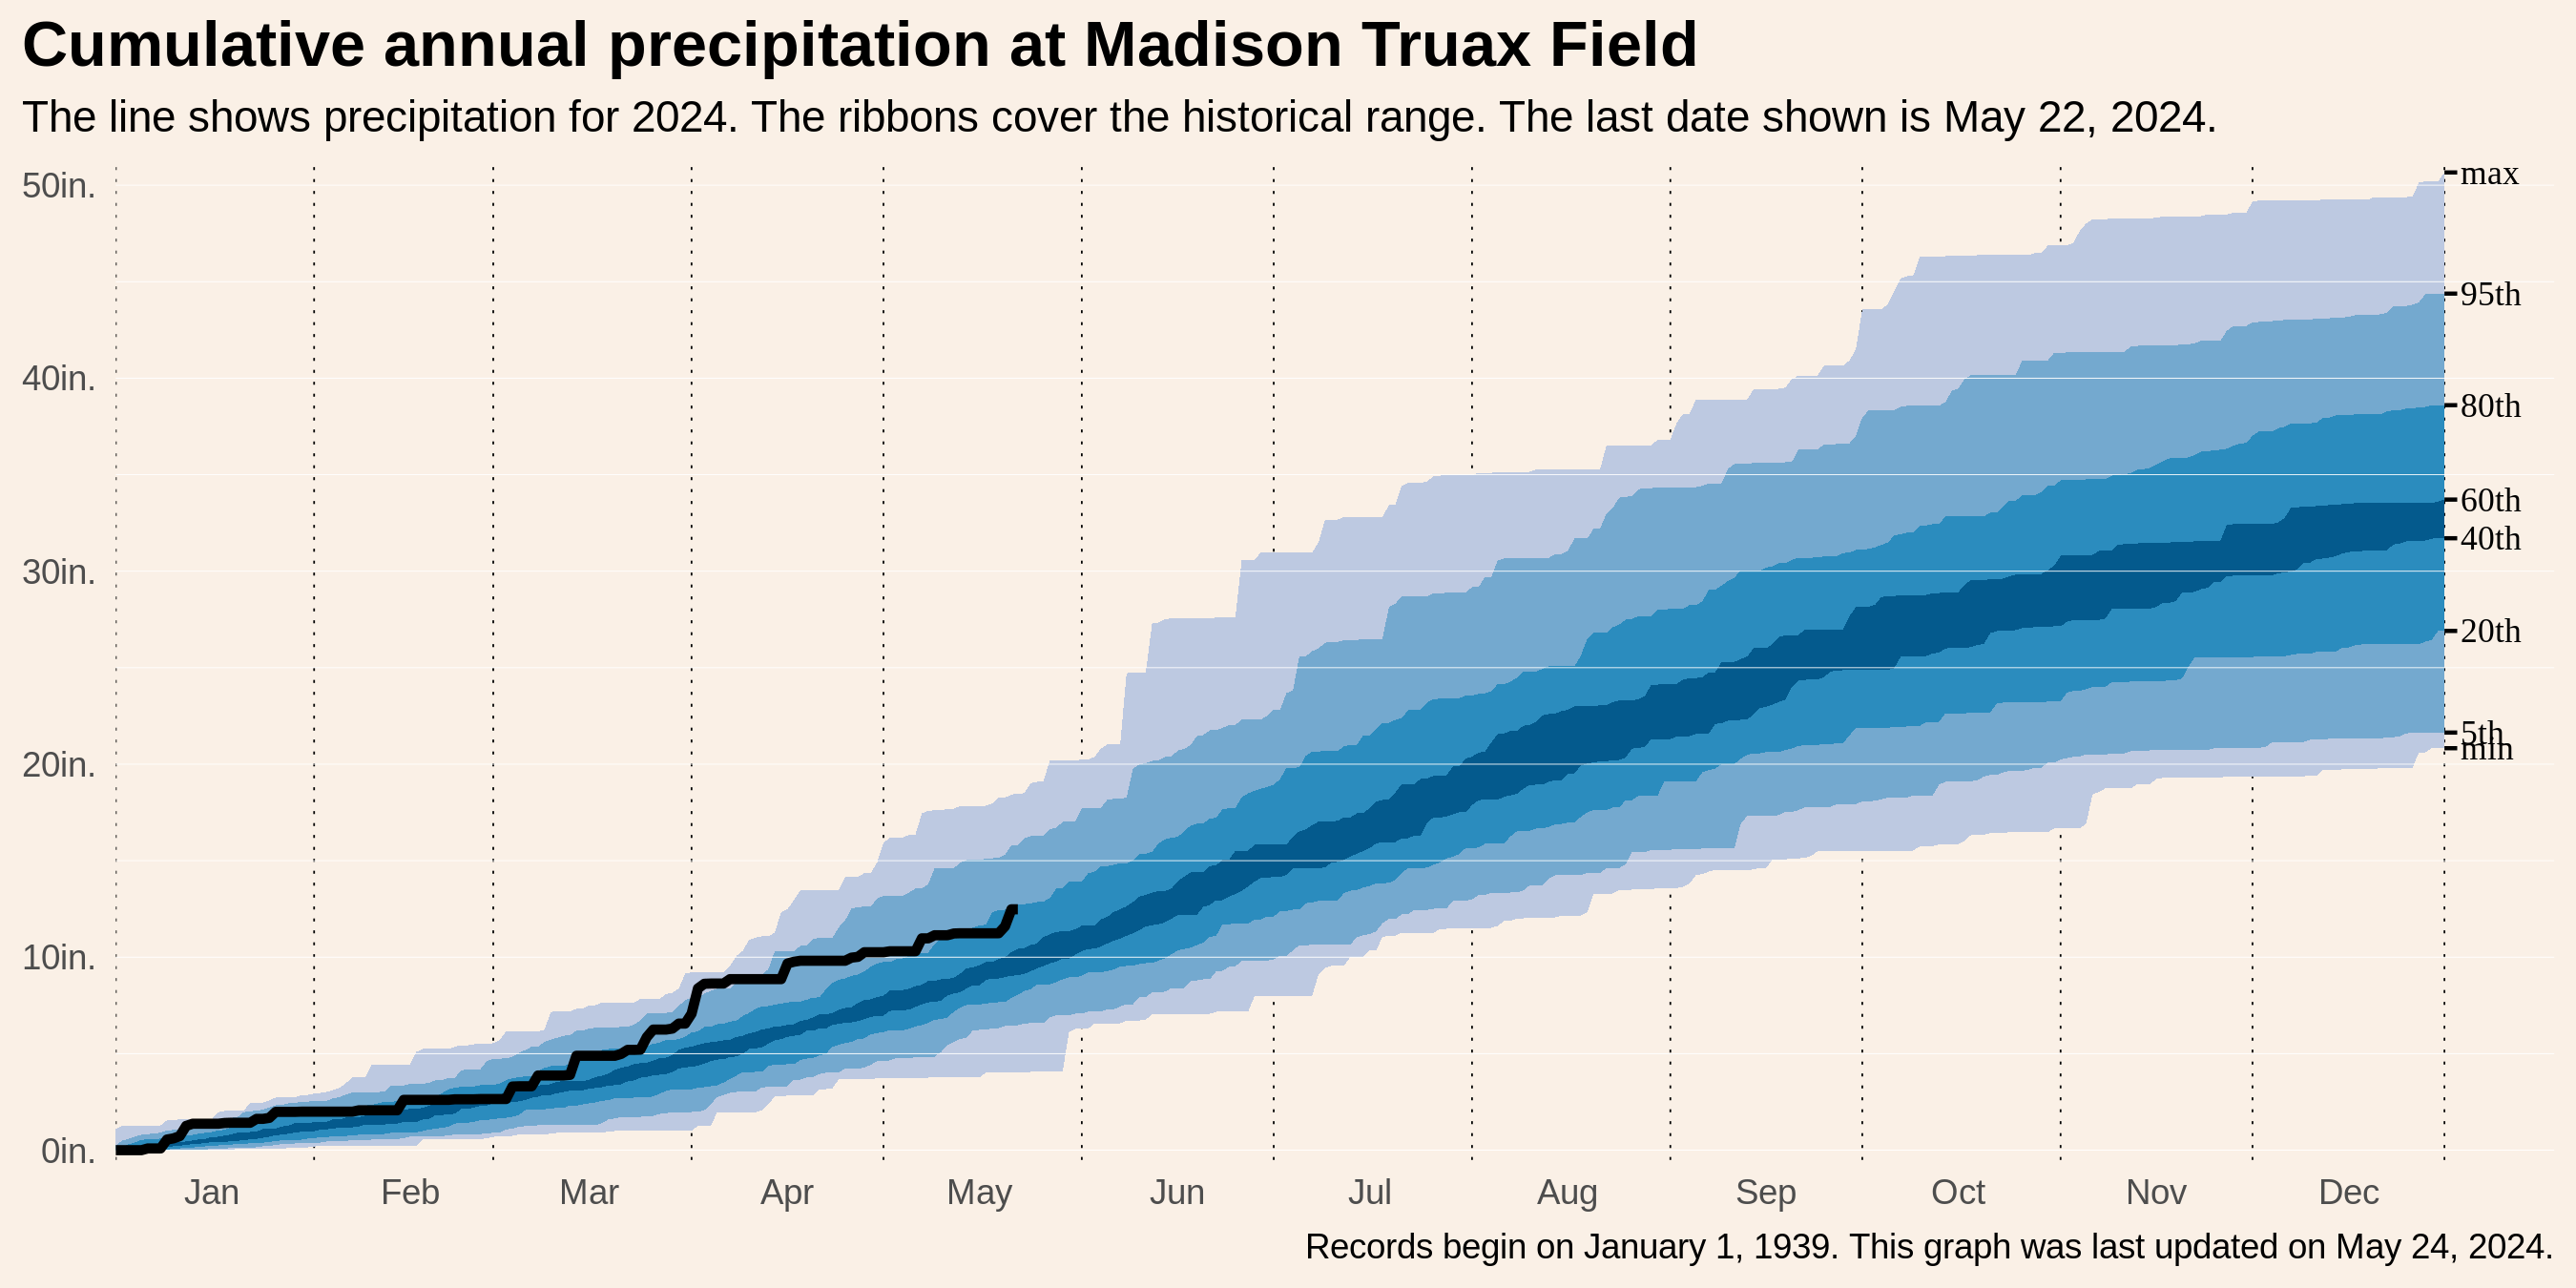 Cumulative annual precipitation at Madison Truax Field
The line shows precipitation for 2024. The ribbons cover the historical range. The last date shown is May 22, 2024.
50in.
40in.
30in.
20in.
10in.
0in.
max
95th
80th
60th
40th
20th
5th
min
Jan Feb Mar Apr May Jun Jul Aug Sep Oct Nov Dec
Records begin on January 1, 1939. This graph was last updated on May 24, 2024.